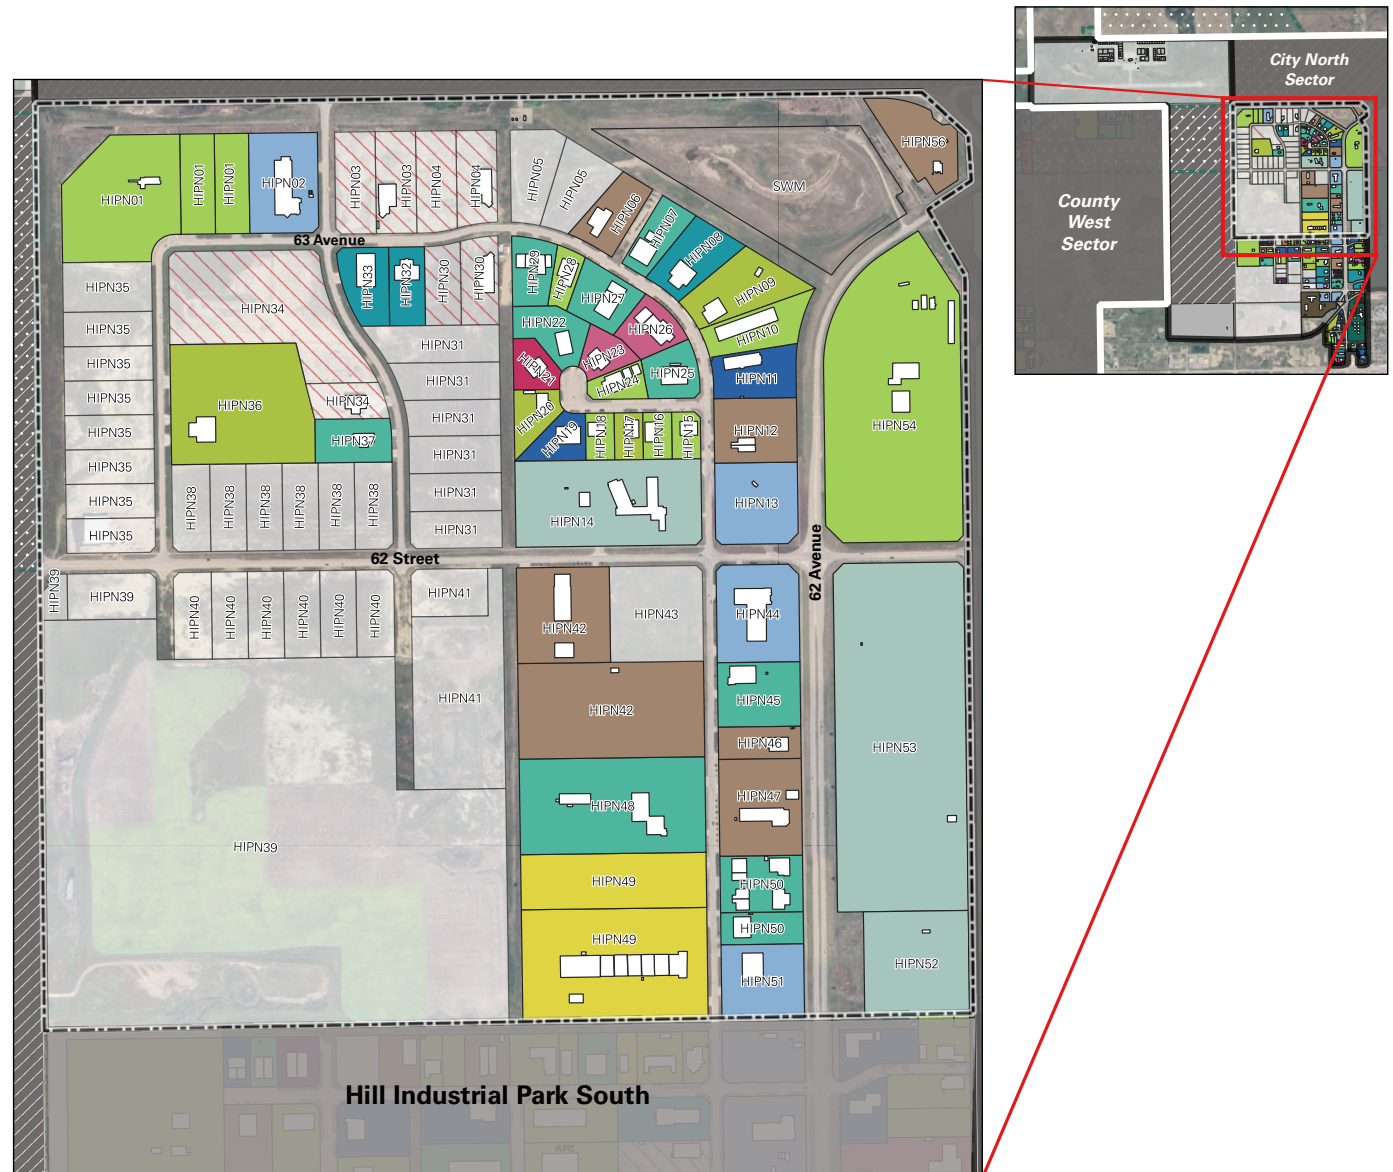 City North
Sector
County
West
Sector
HIPN56
HIPN01
HIPN01
HIPN01
HIPN02
HIPN03
HIPN03
HIPN04
HIPN04
HIPN05
HIPN05
HIPN06
SWM
HIPN07
HIPN08
63 Avenue
HIPN33
HIPN32
HIPN30
HIPN30
HIPN29
HIPN28
HIPN27
HIPN09
HIPN35
HIPN34
HIPN22
HIPN26
HIPN10
HIPN35
HIPN31
HIPN23
HIPN35
HIPN21
HIPN24
HIPN25
HIPN11
HIPN31
HIPN35
HIPN36
HIPN34
HIPN31
HIPN20
HIPN54
HIPN35
HIPN37
HIPN19
HIPN18
HIPN17
HIPN16
HIPN15
HIPN12
HIPN31
HIPN35
HIPN31
HIPN35
HIPN38
HIPN38
HIPN38
HIPN38
HIPN38
HIPN38
HIPN13
HIPN14
HIPN31
HIPN35
62 Street
62 Avenue
HIPN39
HIPN39
HIPN40
HIPN40
HIPN40
HIPN40
HIPN40
HIPN40
HIPN41
HIPN42
HIPN43
HIPN44
HIPN41
HIPN45
HIPN42
HIPN46
HIPN53
HIPN47
HIPN48
HIPN39
HIPN49
HIPN50
HIPN50
HIPN49
HIPN52
HIPN51
Hill Industrial Park South